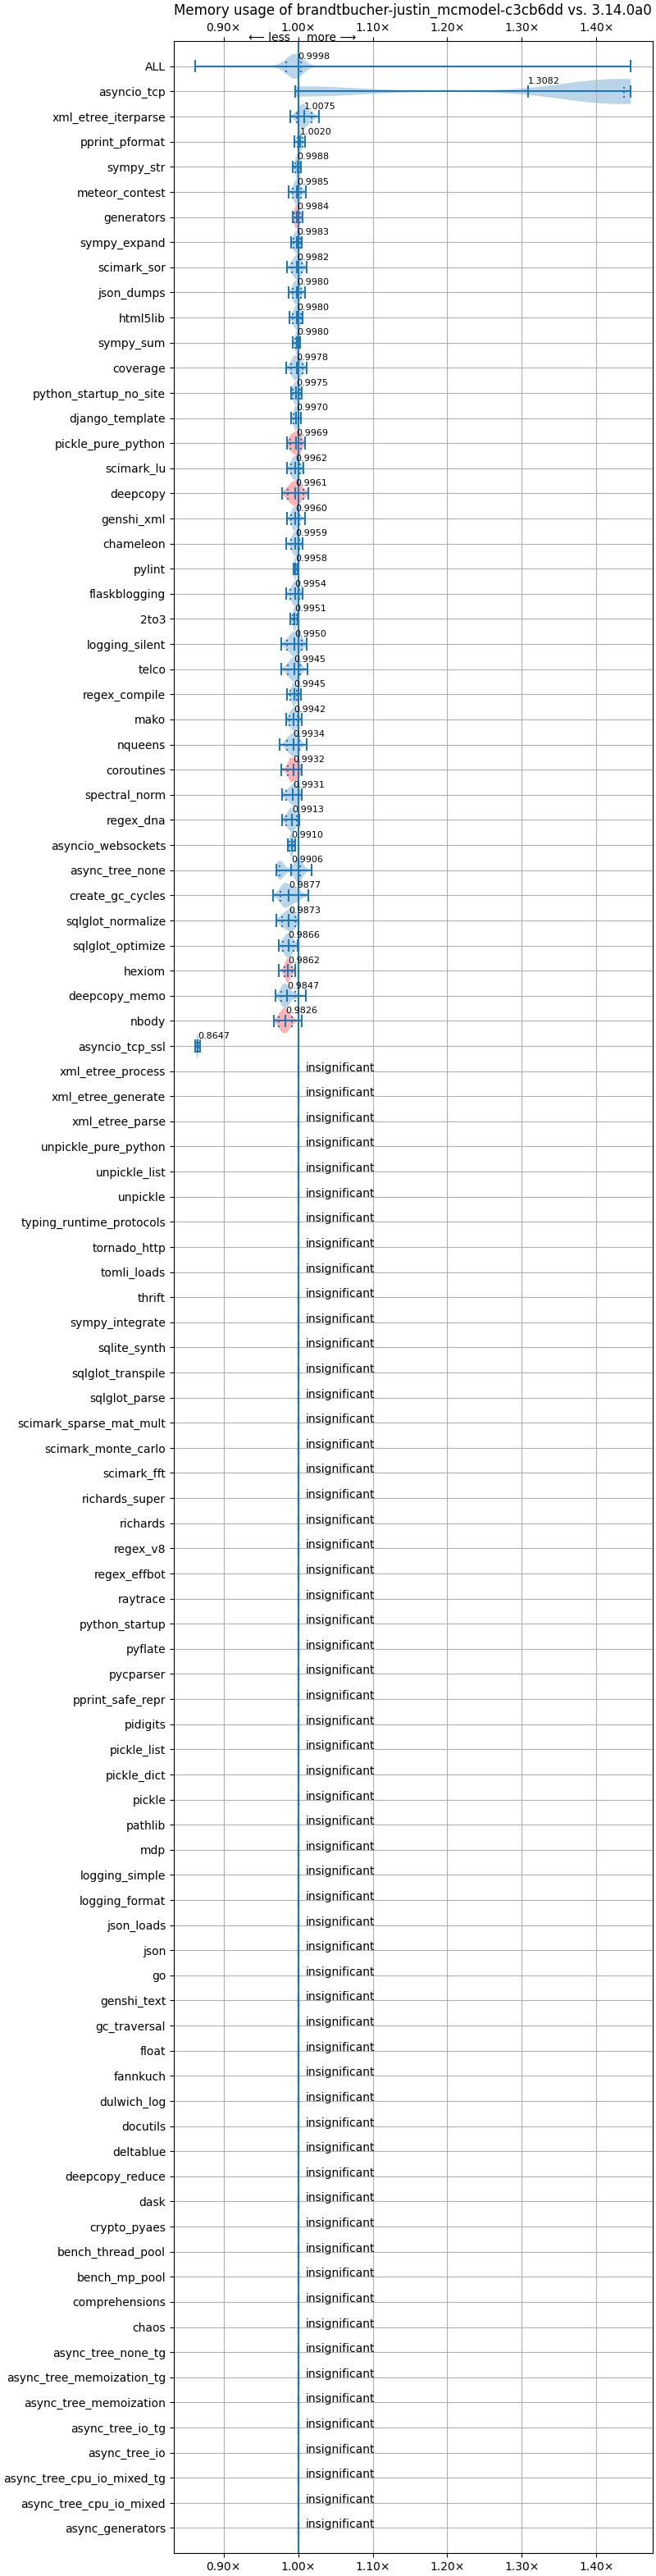 Memory usage of brandtbucher-justin_mcmodel-c3cb6dd vs. 3.14.0a0
0.90× 1.00× 1.10× 1.20× 1.30× 1.40×
⟵ less more ⟶
ALL 0.9998
asyncio_tcp 1.3082
xml_etree_iterparse 1.0075
pprint_pformat 1.0020
sympy_str 0.9988
meteor_contest 0.9985
generators 0.9984
sympy_expand 0.9983
scimark_sor 0.9982
json_dumps 0.9980
html5lib 0.9980
sympy_sum 0.9980
coverage 0.9978
python_startup_no_site 0.9975
django_template 0.9970
pickle_pure_python 0.9969
scimark_lu 0.9962
deepcopy 0.9961
genshi_xml 0.9960
chameleon 0.9959
pylint 0.9958
flaskblogging 0.9954
2to3 0.9951
logging_silent 0.9950
telco 0.9945
regex_compile 0.9945
mako 0.9942
nqueens 0.9934
coroutines 0.9932
spectral_norm 0.9931
regex_dna 0.9913
asyncio_websockets 0.9910
async_tree_none 0.9906
create_gc_cycles 0.9877
sqlglot_normalize 0.9873
sqlglot_optimize 0.9866
hexiom 0.9862
deepcopy_memo 0.9847
nbody 0.9826
asyncio_tcp_ssl 0.8647
xml_etree_process insignificant
xml_etree_generate insignificant
xml_etree_parse insignificant
unpickle_pure_python insignificant
unpickle_list insignificant
unpickle insignificant
typing_runtime_protocols insignificant
tornado_http insignificant
tomli_loads insignificant
thrift insignificant
sympy_integrate insignificant
sqlite_synth insignificant
sqlglot_transpile insignificant
sqlglot_parse insignificant
scimark_sparse_mat_mult insignificant
scimark_monte_carlo insignificant
scimark_fft insignificant
richards_super insignificant
richards insignificant
regex_v8 insignificant
regex_effbot insignificant
raytrace insignificant
python_startup insignificant
pyflate insignificant
pycparser insignificant
pprint_safe_repr insignificant
pidigits insignificant
pickle_list insignificant
pickle_dict insignificant
pickle insignificant
pathlib insignificant
mdp insignificant
logging_simple insignificant
logging_format insignificant
json_loads insignificant
json insignificant
go insignificant
genshi_text insignificant
gc_traversal insignificant
float insignificant
fannkuch insignificant
dulwich_log insignificant
docutils insignificant
deltablue insignificant
deepcopy_reduce insignificant
dask insignificant
crypto_pyaes insignificant
bench_thread_pool insignificant
bench_mp_pool insignificant
comprehensions insignificant
chaos insignificant
async_tree_none_tg insignificant
async_tree_memoization_tg insignificant
async_tree_memoization insignificant
async_tree_io_tg insignificant
async_tree_io insignificant
async_tree_cpu_io_mixed_tg insignificant
async_tree_cpu_io_mixed insignificant
async_generators insignificant
0.90× 1.00× 1.10× 1.20× 1.30× 1.40×